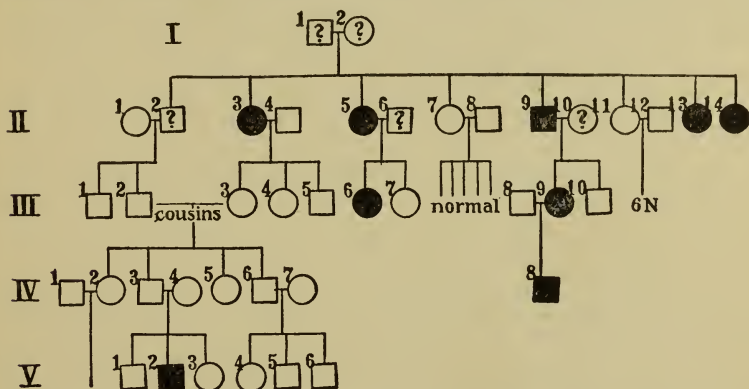 I 1 ? 2 ?
II 1 2 ? 3 4 5 6 ? 7 8 9 10 ? 11 12 13 14
III 1 2 cousins 3 4 5 6 7 normal 8 9 10 6N
IV 1 2 3 4 5 6 7 8
V 1 2 3 4 5 6